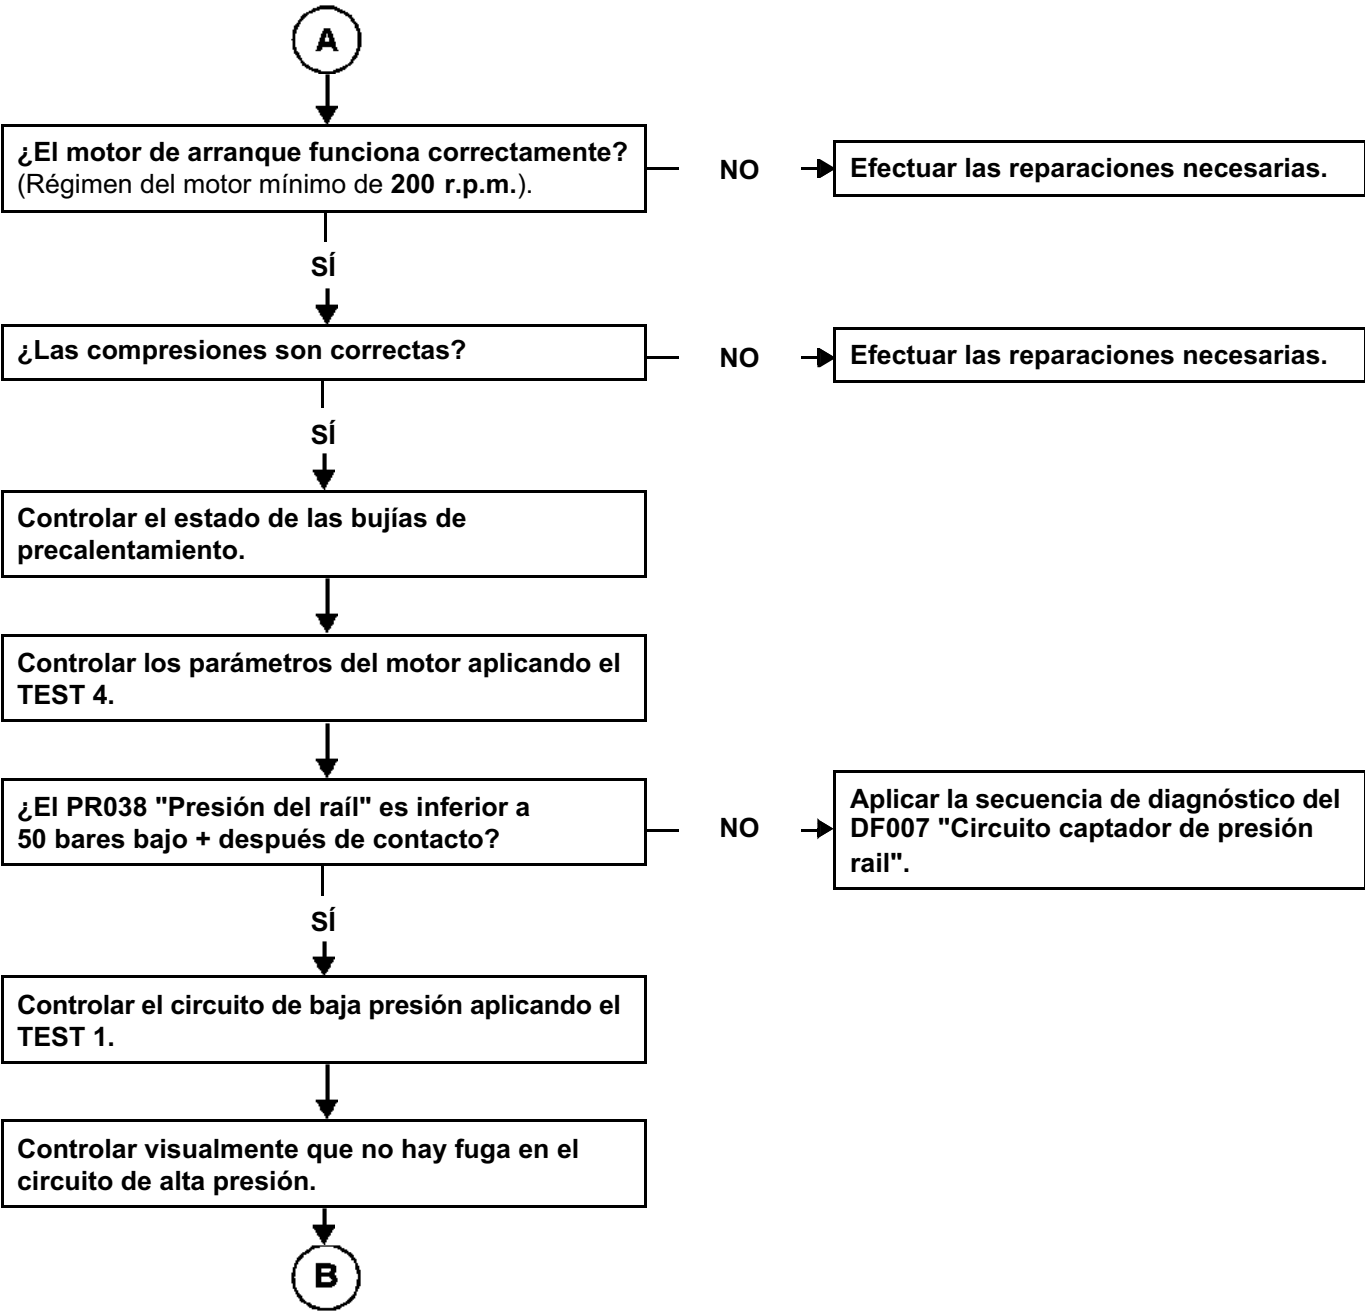 A
¿El motor de arranque funciona correctamente?
(Régimen del motor mínimo de 200 r.p.m.).
NO
Efectuar las reparaciones necesarias.
SÍ
¿Las compresiones son correctas?
NO
Efectuar las reparaciones necesarias.
SÍ
Controlar el estado de las bujías de
precalentamiento.
Controlar los parámetros del motor aplicando el
TEST 4.
¿El PR038 "Presión del raíl" es inferior a
50 bares bajo + después de contacto?
NO
Aplicar la secuencia de diagnóstico del
DF007 "Circuito captador de presión
rail".
SÍ
Controlar el circuito de baja presión aplicando el
TEST 1.
Controlar visualmente que no hay fuga en el
circuito de alta presión.
B